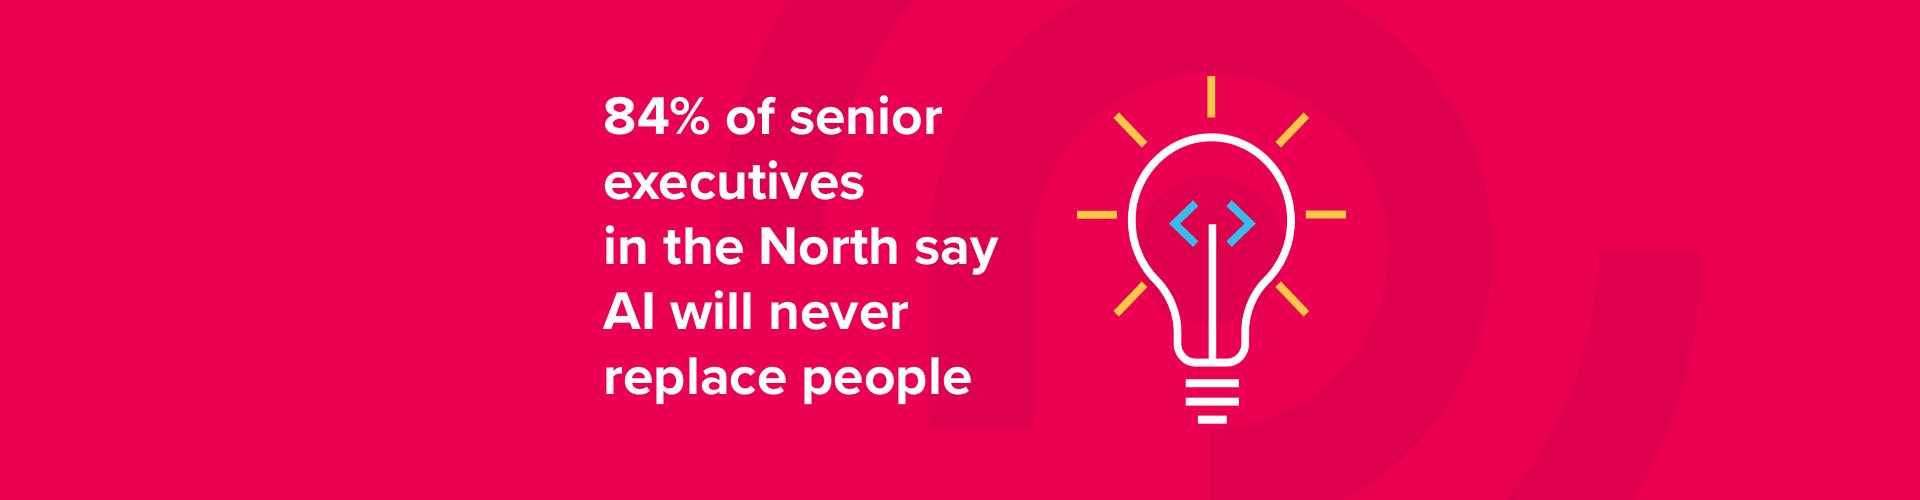 84% of senior
executives
in the North say
AI will never
replace people